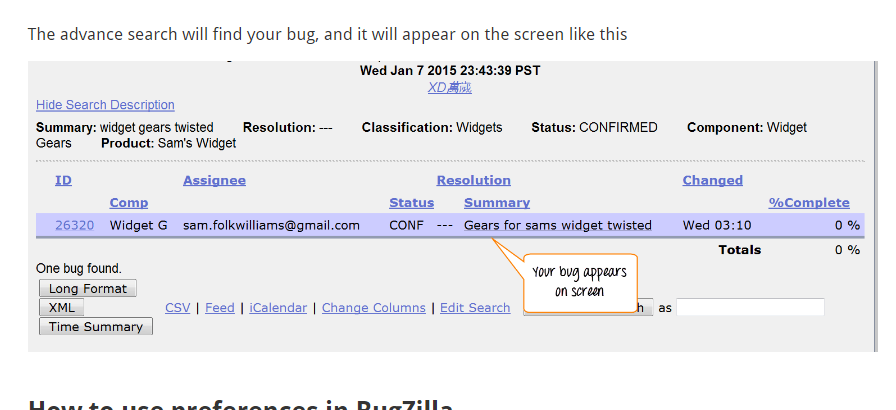 The advance search will find your bug, and it will appear on the screen like this
Wed Jan 7 2015 23:43:39 PST
Hide Search Description
Summary: widget gears twisted Resolution: --- Classification: Widgets Status: CONFIRMED Component: Widget
Gears Product: Sam's Widget
ID Assignee Resolution Changed
Comp Status Summary %Complete
26320 Widget G sam.folkwilliams@gmail.com CONF --- Gears for sams widget twisted Wed 03:10 0 %
Totals 0 %
One bug found.
your bug appears
on screen
Long Format
XML CSV | Feed | iCalendar | Change Columns | Edit Search as
Time Summary
How to use preferences in BugZilla